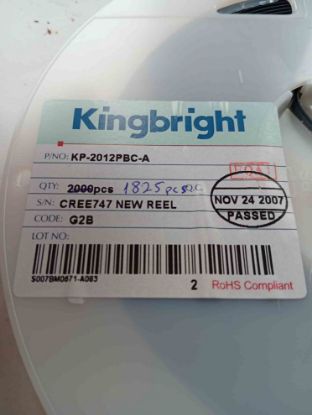 Kingbright
P/NO: KP-2012PBC-A
QTY: 2000pcs 1825pcs
S/N: CREE747 NEW REEL
NOV 24 2007
CODE: G2B
PASSED
LOT NO:
S007BM0671-A063
2 RoHS Compliant